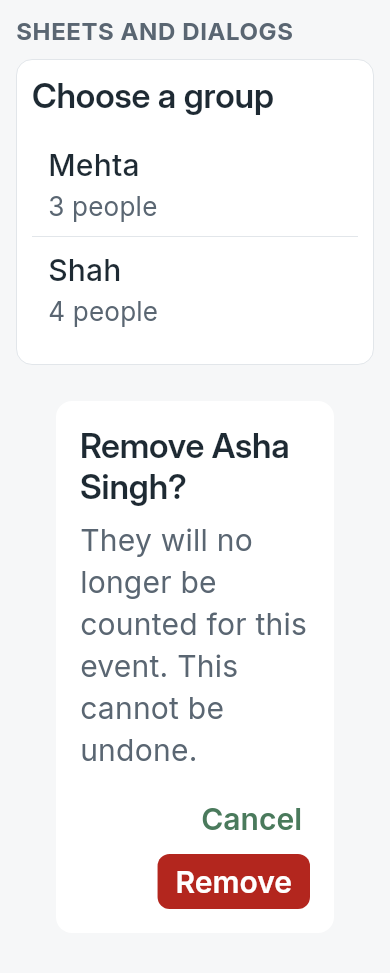 SHEETS AND DIALOGS
Choose a group
Mehta
3 people
Shah
4 people
Remove Asha
Singh?
They will no
longer be
counted for this
event. This
cannot be
undone.
Cancel
Remove